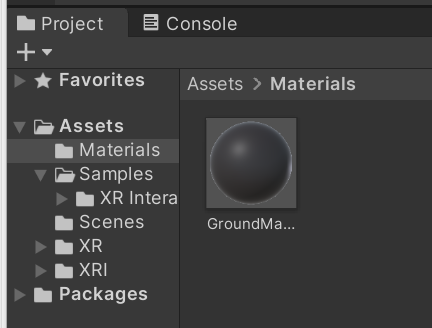 Project
Console
Favorites
Assets
Materials
Samples
XR Intera
Scenes
XR
XRI
Packages
Assets > Materials
GroundMa...